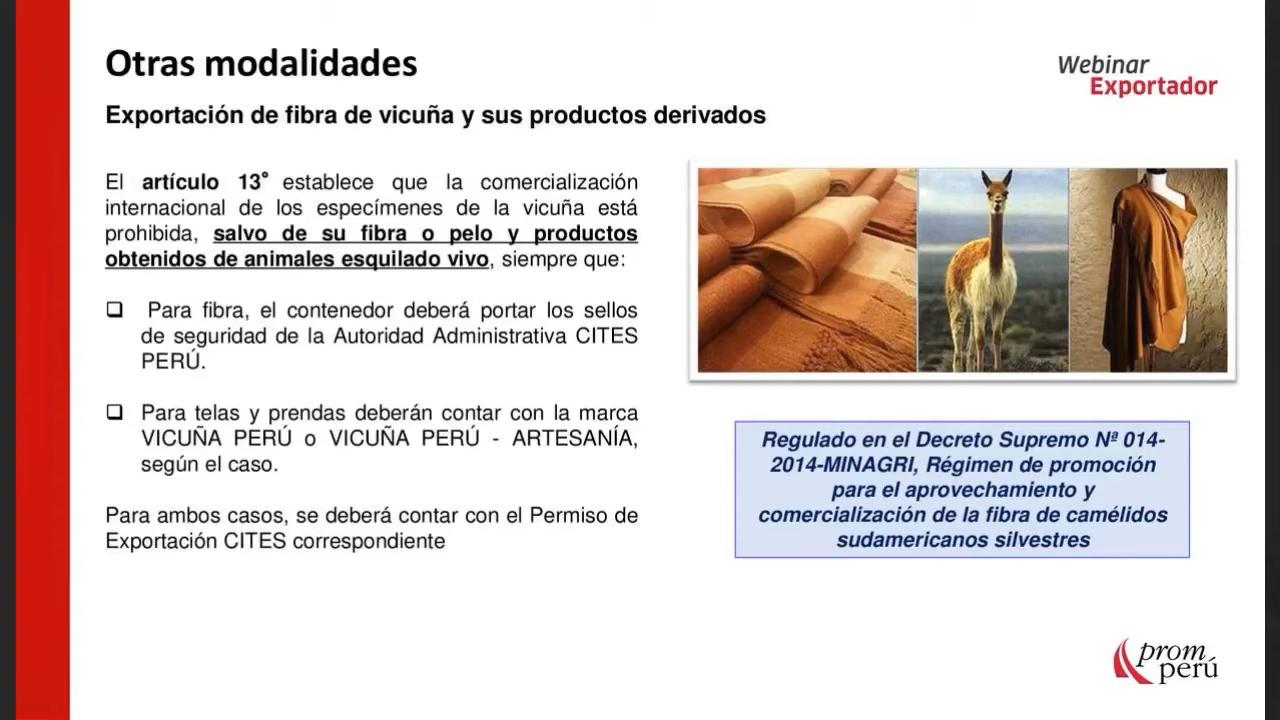 Otras modalidades
Webinar
Exportador
Exportación de fibra de vicuña y sus productos derivados
El artículo 13° establece que la comercialización
internacional de los especímenes de la vicuña está
prohibida, salvo de su fibra o pelo y productos
obtenidos de animales esquilado vivo, siempre que:
❑ Para fibra, el contenedor deberá portar los sellos
de seguridad de la Autoridad Administrativa CITES
PERÚ.
❑ Para telas y prendas deberán contar con la marca
VICUÑA PERÚ o VICUÑA PERÚ - ARTESANÍA,
según el caso.
Para ambos casos, se deberá contar con el Permiso de
Exportación CITES correspondiente
Regulado en el Decreto Supremo Nª 014-
2014-MINAGRI, Régimen de promoción
para el aprovechamiento y
comercialización de la fibra de camélidos
sudamericanos silvestres
prom
perú